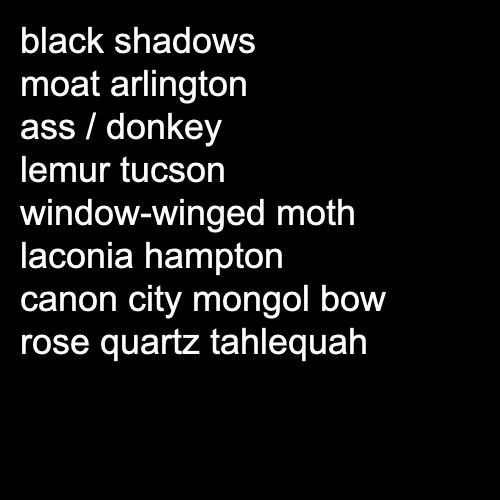 black shadows
moat arlington
ass / donkey
lemur tucson
window-winged moth
laconia hampton
canon city mongol bow
rose quartz tahlequah